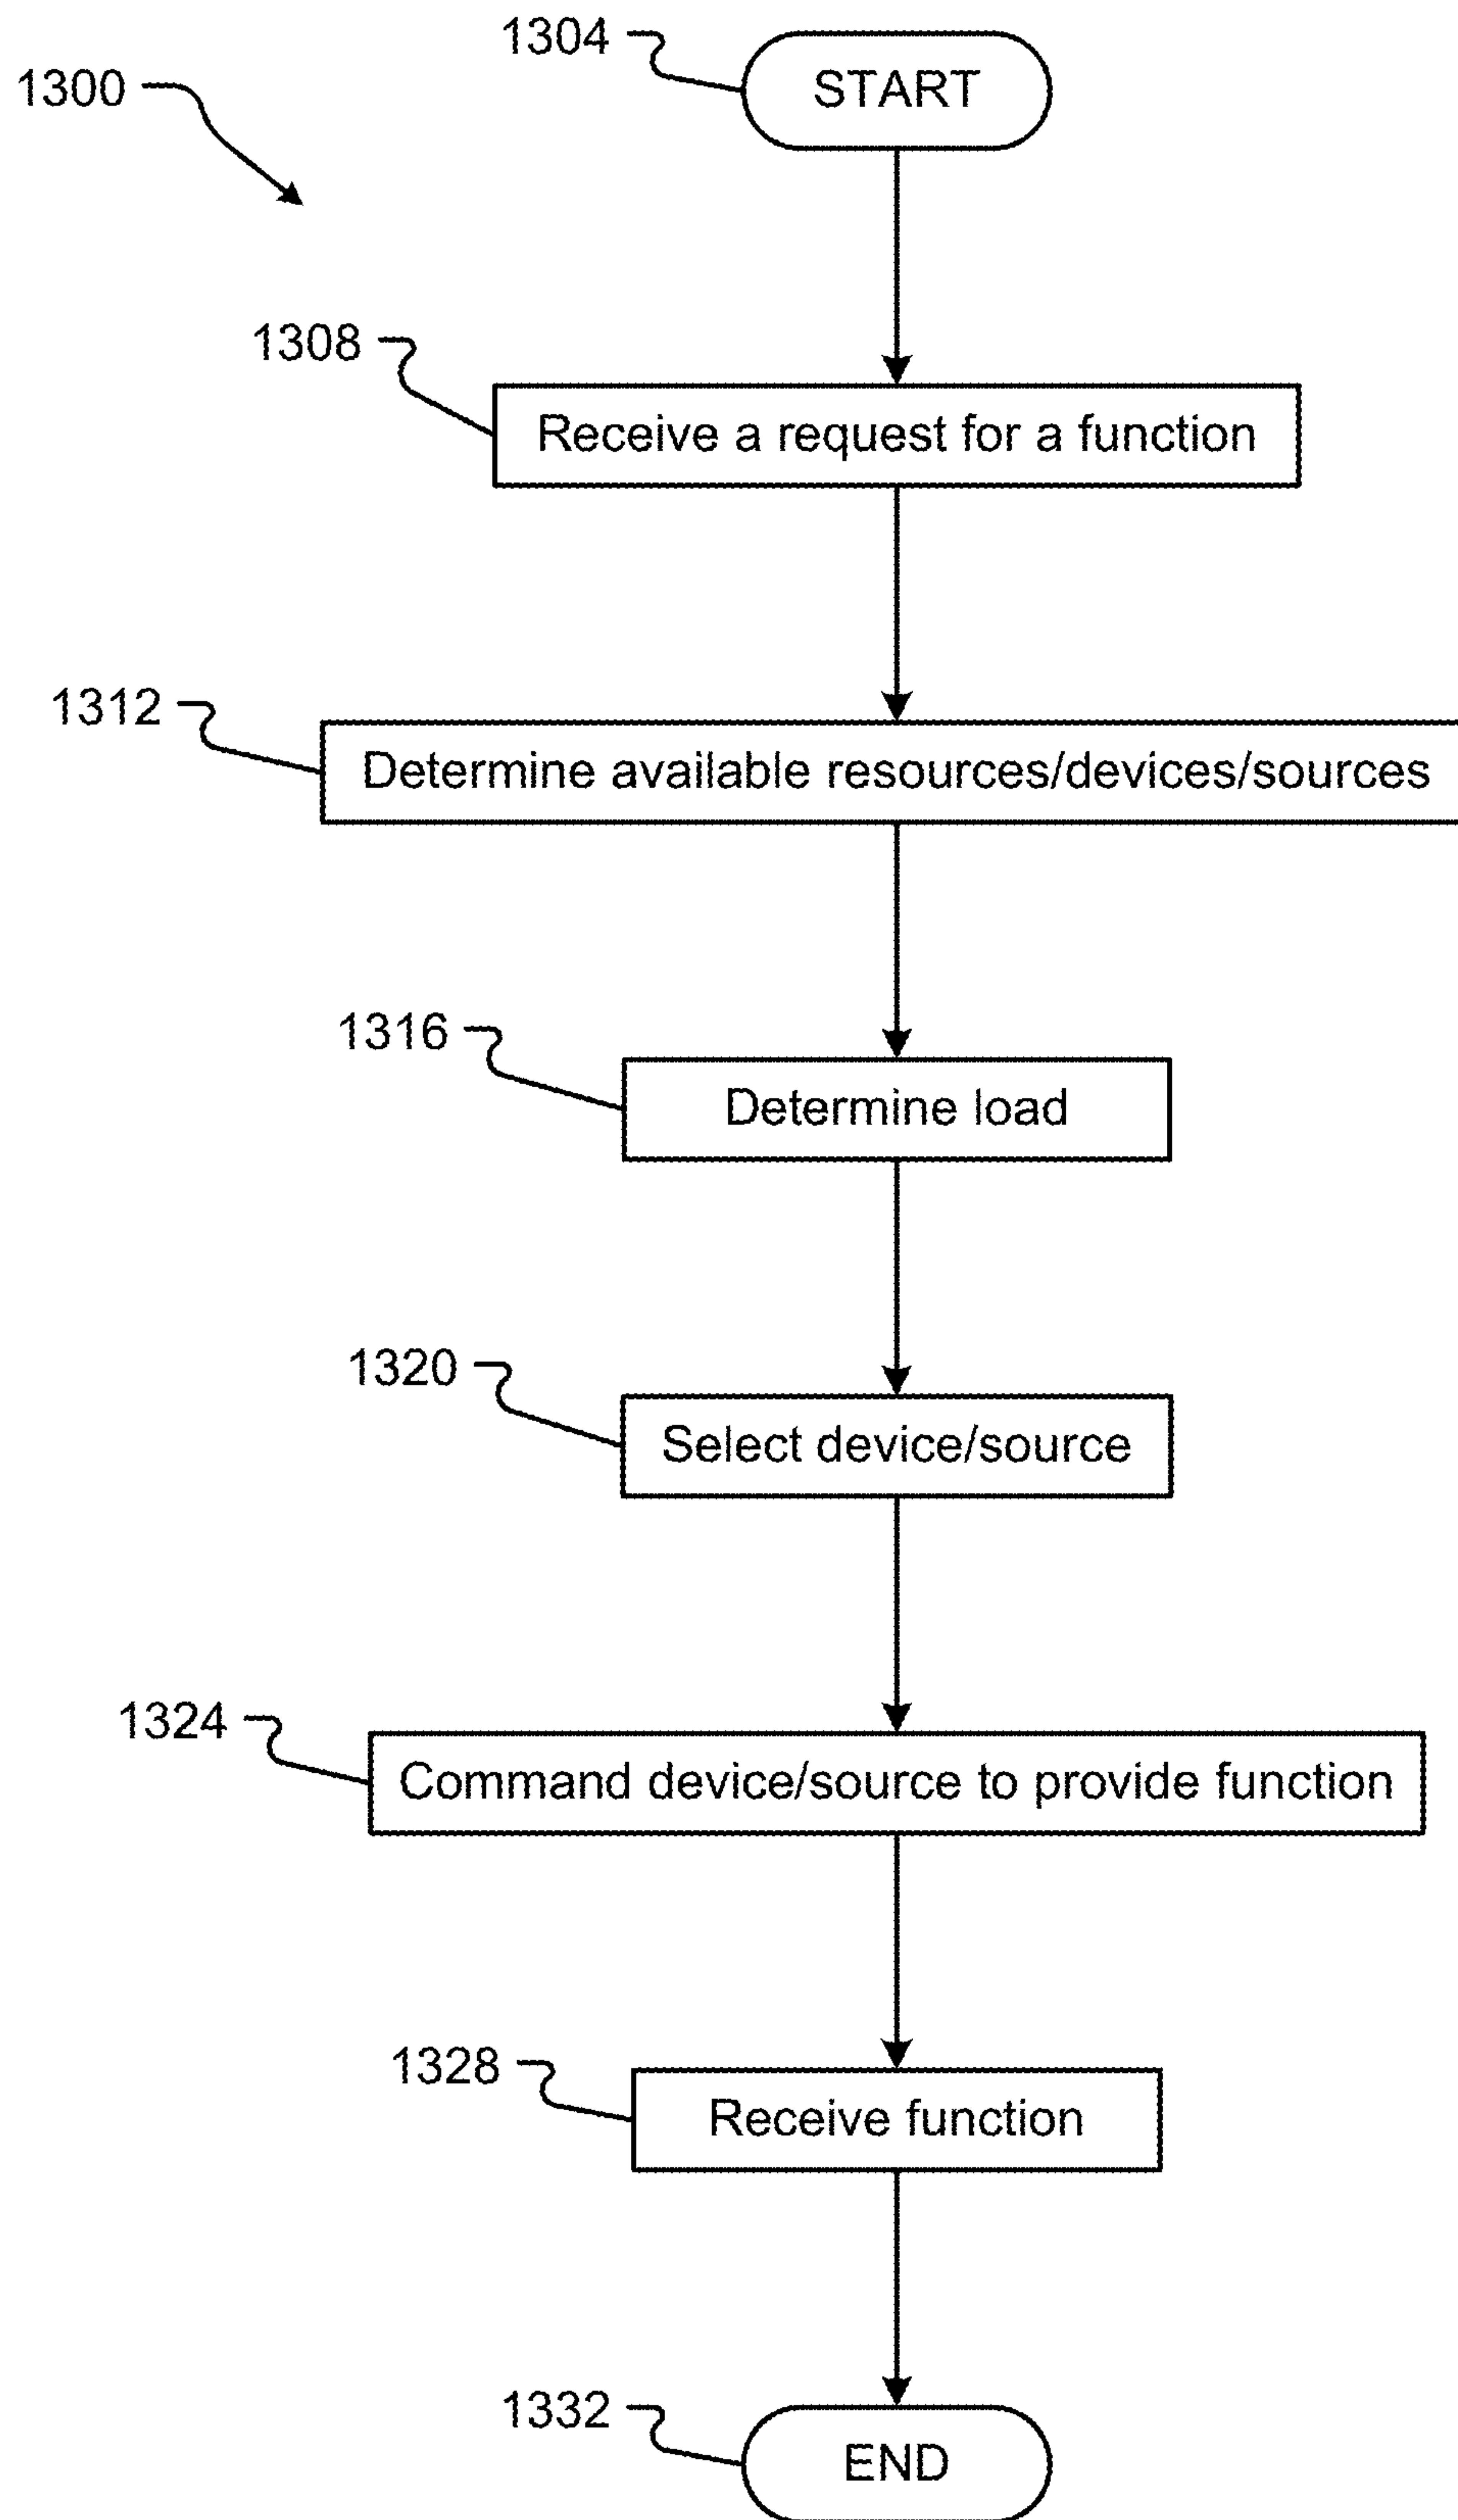 1304
START
1300
1308
Receive a request for a function
1312
Determine available resources/devices/sources
1316
Determine load
1320
Select device/source
1324
Command device/source to provide function
1328
Receive function
1332
END